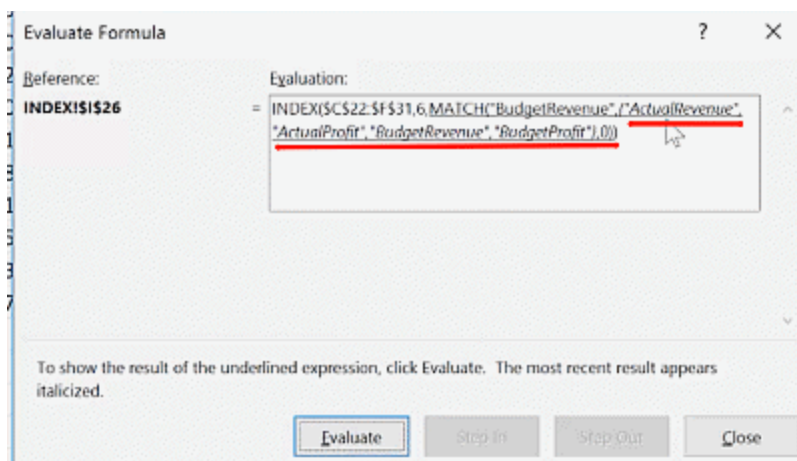 Evaluate Formula ? ×
Reference: Evaluation:
INDEX!$I$26 = INDEX($C$22:$F$31,6,MATCH("BudgetRevenue",{"ActualRevenue",
"ActualProfit","BudgetRevenue","BudgetProfit"},0))
To show the result of the underlined expression, click Evaluate. The most recent result appears
italicized.
Evaluate Step In Step Out Close